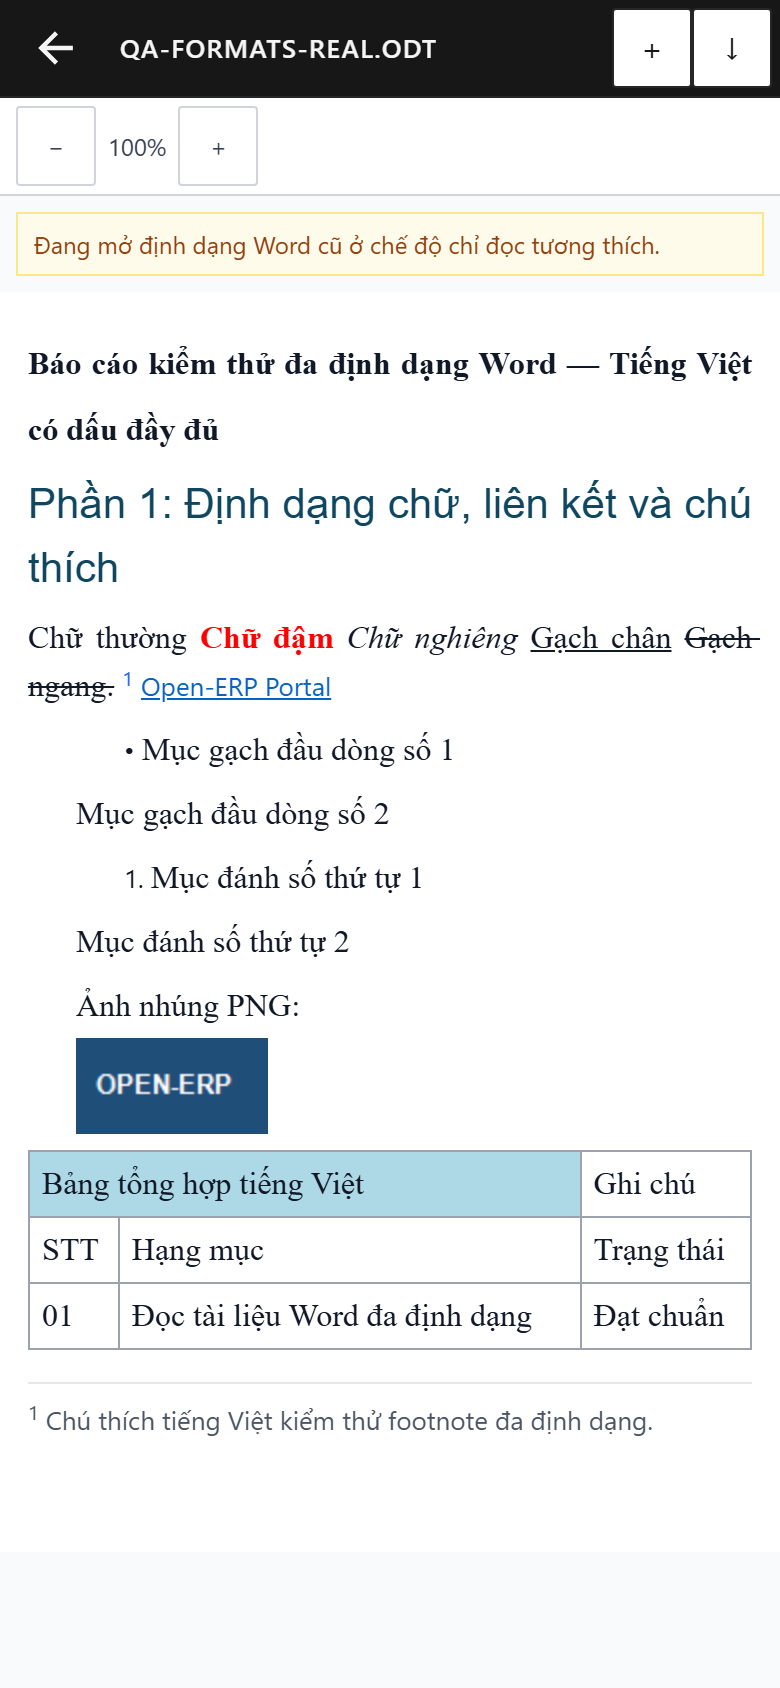 QA-FORMATS-REAL.ODT
+ ↓
− 100% +
Đang mở định dạng Word cũ ở chế độ chỉ đọc tương thích.
Báo cáo kiểm thử đa định dạng Word — Tiếng Việt
có dấu đầy đủ
Phần 1: Định dạng chữ, liên kết và chú
thích
Chữ thường Chữ đậm Chữ nghiêng Gạch chân Gạch
ngang. 1 Open-ERP Portal
• Mục gạch đầu dòng số 1
Mục gạch đầu dòng số 2
1. Mục đánh số thứ tự 1
Mục đánh số thứ tự 2
Ảnh nhúng PNG:
OPEN-ERP
Bảng tổng hợp tiếng Việt Ghi chú
STT Hạng mục Trạng thái
01 Đọc tài liệu Word đa định dạng Đạt chuẩn
1 Chú thích tiếng Việt kiểm thử footnote đa định dạng.